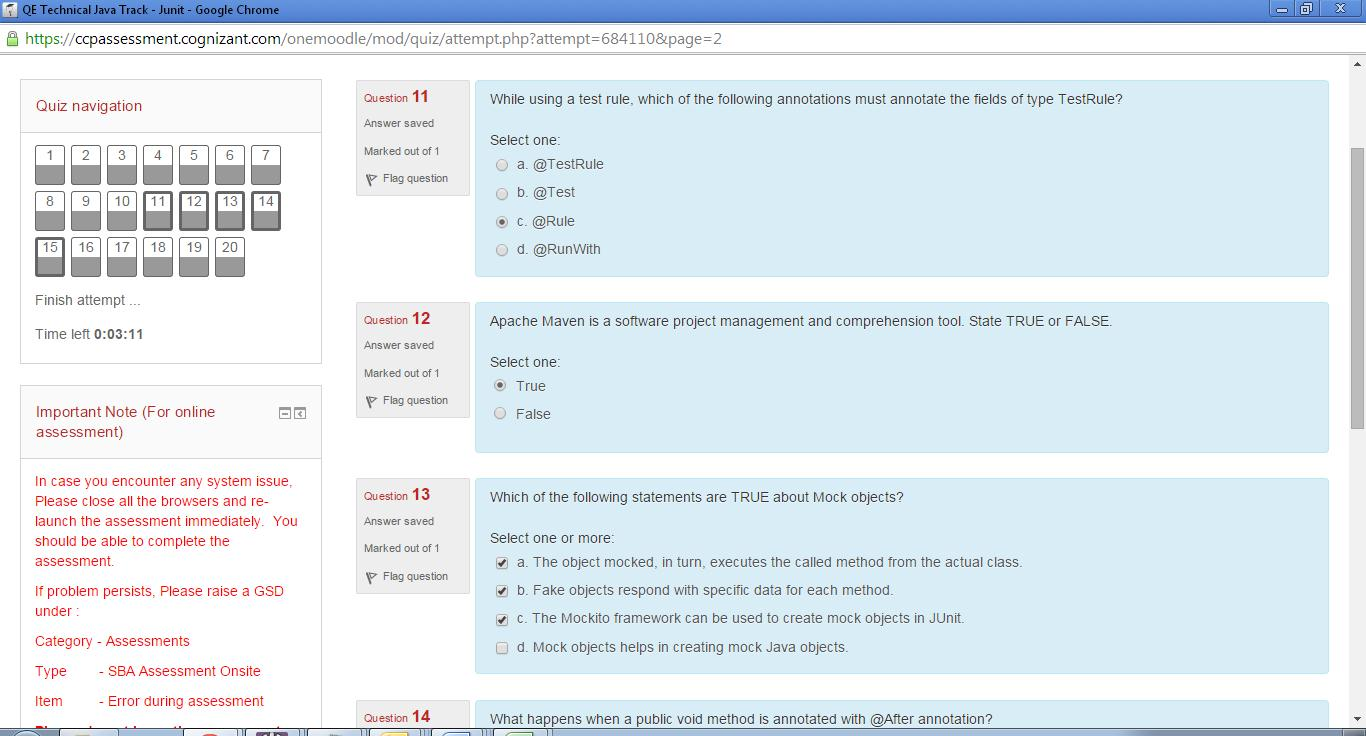 QE Technical Java Track - Junit - Google Chrome
https://ccpassessment.cognizant.com/onemoodle/mod/quiz/attempt.php?attempt=684110&page=2
Quiz navigation
1 2 3 4 5 6 7
8 9 10 11 12 13 14
15 16 17 18 19 20
Finish attempt ...
Time left 0:03:11
Important Note (For online
assessment)
In case you encounter any system issue,
Please close all the browsers and re-
launch the assessment immediately. You
should be able to complete the
assessment.
If problem persists, Please raise a GSD
under :
Category - Assessments
Type - SBA Assessment Onsite
Item - Error during assessment
Question 11
Answer saved
Marked out of 1
Flag question
While using a test rule, which of the following annotations must annotate the fields of type TestRule?
Select one:
a. @TestRule
b. @Test
c. @Rule
d. @RunWith
Question 12
Answer saved
Marked out of 1
Flag question
Apache Maven is a software project management and comprehension tool. State TRUE or FALSE.
Select one:
True
False
Question 13
Answer saved
Marked out of 1
Flag question
Which of the following statements are TRUE about Mock objects?
Select one or more:
a. The object mocked, in turn, executes the called method from the actual class.
b. Fake objects respond with specific data for each method.
c. The Mockito framework can be used to create mock objects in JUnit.
d. Mock objects helps in creating mock Java objects.
Question 14
What happens when a public void method is annotated with @After annotation?